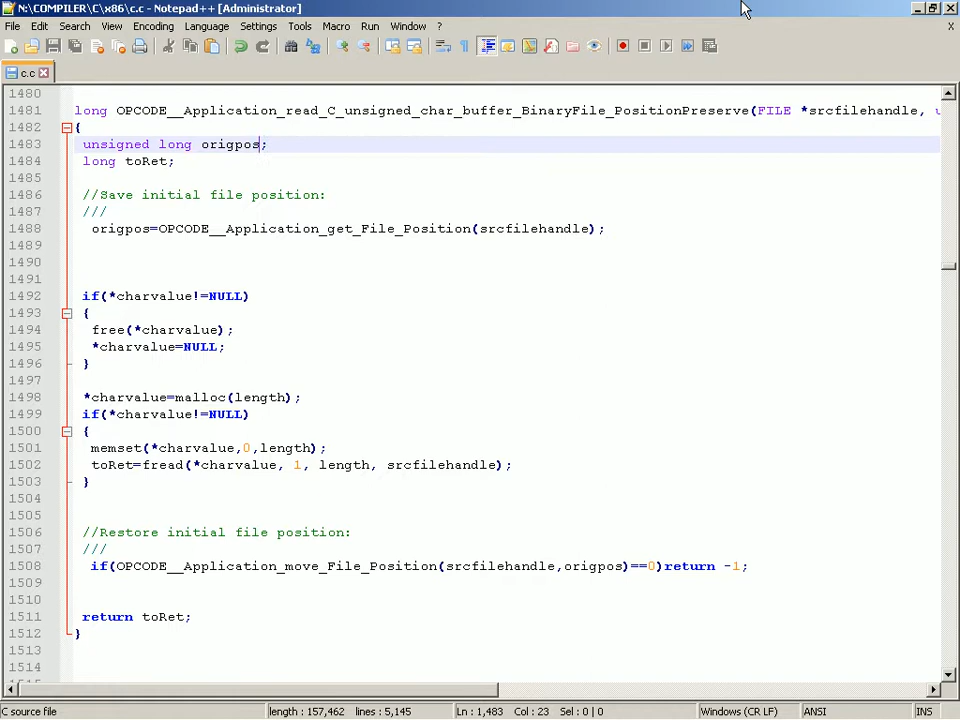 N:\COMPILER\C\x86\c.c - Notepad++ [Administrator]
File Edit Search View Encoding Language Settings Tools Macro Run Window ? X
c.c
1480
1481 long OPCODE__Application_read_C_unsigned_char_buffer_BinaryFile_PositionPreserve(FILE *srcfilehandle, u
1482 {
1483 unsigned long origpos;
1484 long toRet;
1485
1486 //Save initial file position:
1487 ///
1488 origpos=OPCODE__Application_get_File_Position(srcfilehandle);
1489
1490
1491
1492 if(*charvalue!=NULL)
1493 {
1494 free(*charvalue);
1495 *charvalue=NULL;
1496 }
1497
1498 *charvalue=malloc(length);
1499 if(*charvalue!=NULL)
1500 {
1501 memset(*charvalue,0,length);
1502 toRet=fread(*charvalue, 1, length, srcfilehandle);
1503 }
1504
1505
1506 //Restore initial file position:
1507 ///
1508 if(OPCODE__Application_move_File_Position(srcfilehandle,origpos)==0)return -1;
1509
1510
1511 return toRet;
1512 }
1513
1514
C source file length : 157,462 lines : 5,145 Ln : 1,483 Col : 23 Sel : 0 | 0 Windows (CR LF) ANSI INS